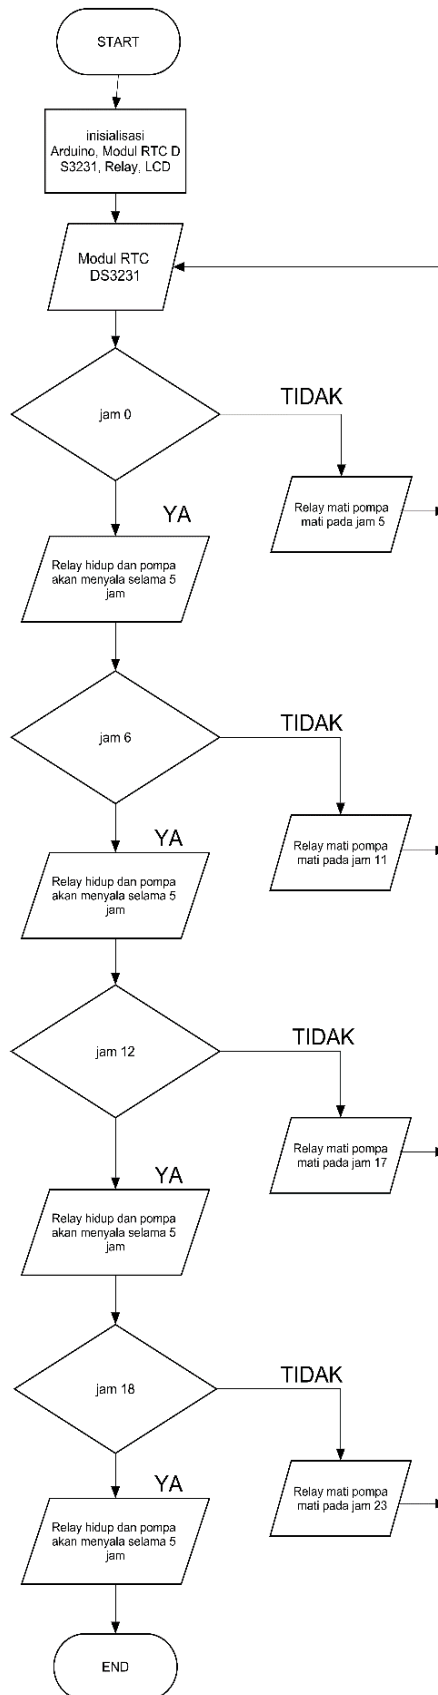 START
inisialisasi
Arduino, Modul RTC D
S3231, Relay, LCD
Modul RTC
DS3231
jam 0
TIDAK
Relay mati pompa
mati pada jam 5
YA
Relay hidup dan pompa
akan menyala selama 5
jam
jam 6
TIDAK
Relay mati pompa
mati pada jam 11
YA
Relay hidup dan pompa
akan menyala selama 5
jam
jam 12
TIDAK
Relay mati pompa
mati pada jam 17
YA
Relay hidup dan pompa
akan menyala selama 5
jam
jam 18
TIDAK
Relay mati pompa
mati pada jam 23
YA
Relay hidup dan pompa
akan menyala selama 5
jam
END